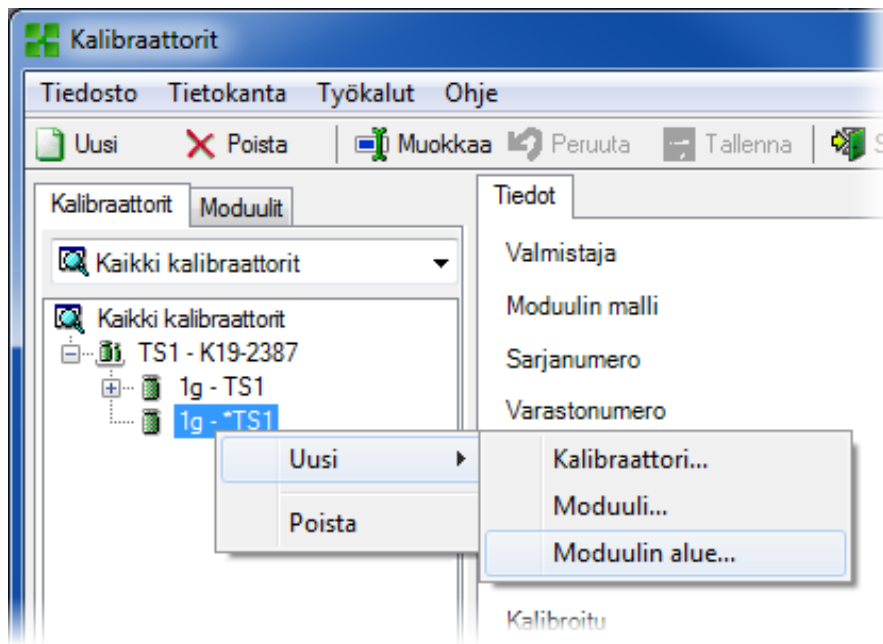 Kalibraattorit
Tiedosto Tietokanta Työkalut Ohje
Uusi Poista Muokkaa Peruuta Tallenna S
Kalibraattorit Moduulit
Kaikki kalibraattorit
Kaikki kalibraattorit
TS1 - K19-2387
1g - TS1
1g - *TS1
Tiedot
Valmistaja
Moduulin malli
Sarjanumero
Varastonumero
Uusi
Poista
Kalibraattori...
Moduuli...
Moduulin alue...
Kalibroitu